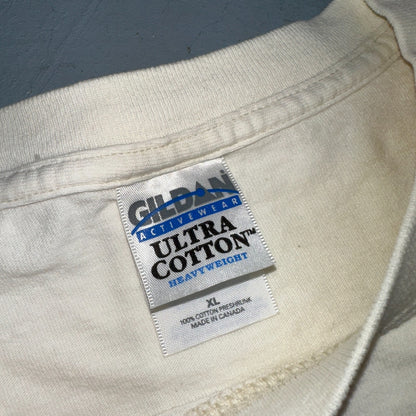 GILDAN
ACTIVEWEAR
ULTRA
COTTON™
HEAVYWEIGHT
XL
100% COTTON PRESHRUNK
MADE IN CANADA